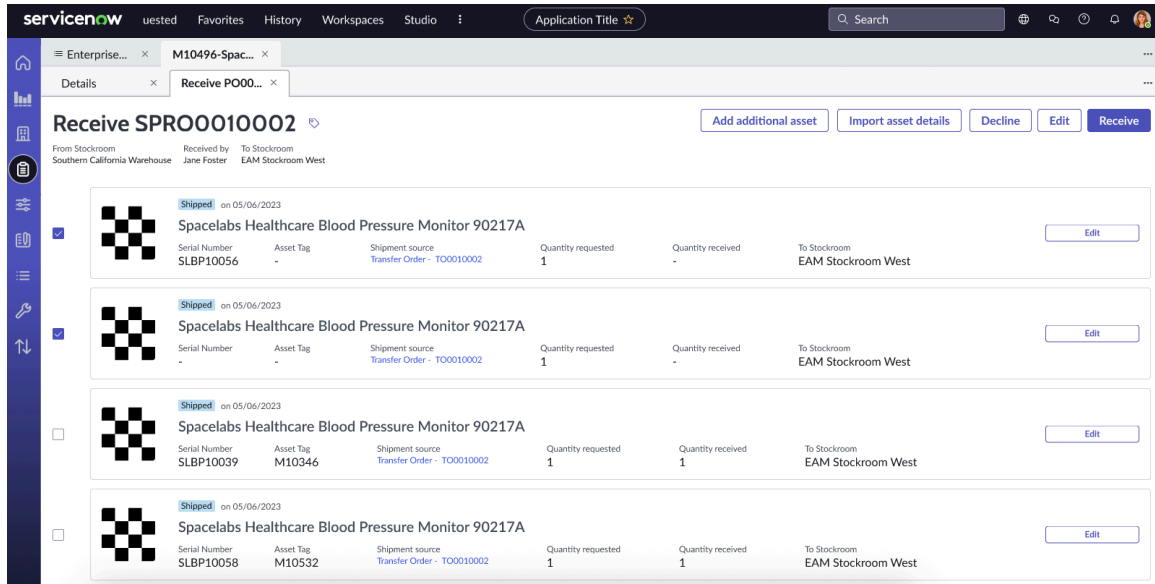 servicenow uested Favorites History Workspaces Studio Application Title Search
Enterprise... M10496-Spac...
Details Receive PO00...
Receive SPRO0010002
Add additional asset Import asset details Decline Edit Receive
From Stockroom Received by To Stockroom
Southern California Warehouse Jane Foster EAM Stockroom West
Shipped on 05/06/2023
Spacelabs Healthcare Blood Pressure Monitor 90217A
Edit
Serial Number Asset Tag Shipment source Quantity requested Quantity received To Stockroom
SLBP10056 - Transfer Order - TO0010002 1 - EAM Stockroom West
Shipped on 05/06/2023
Spacelabs Healthcare Blood Pressure Monitor 90217A
Edit
Serial Number Asset Tag Shipment source Quantity requested Quantity received To Stockroom
- - Transfer Order - TO0010002 1 - EAM Stockroom West
Shipped on 05/06/2023
Spacelabs Healthcare Blood Pressure Monitor 90217A
Edit
Serial Number Asset Tag Shipment source Quantity requested Quantity received To Stockroom
SLBP10039 M10346 Transfer Order - TO0010002 1 1 EAM Stockroom West
Shipped on 05/06/2023
Spacelabs Healthcare Blood Pressure Monitor 90217A
Edit
Serial Number Asset Tag Shipment source Quantity requested Quantity received To Stockroom
SLBP10058 M10532 Transfer Order - TO0010002 1 1 EAM Stockroom West